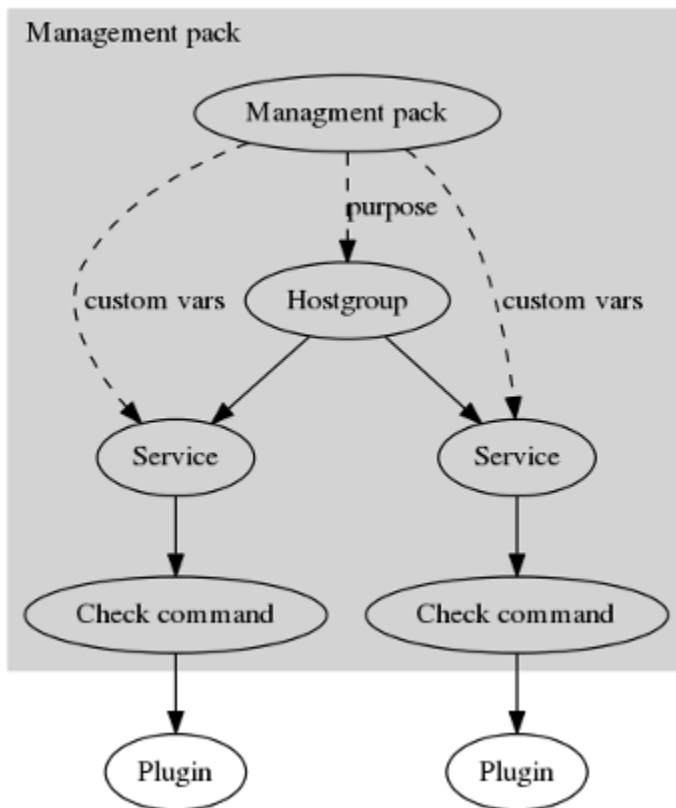 Management pack
Managment pack
purpose
custom vars
Hostgroup
custom vars
Service
Service
Check command
Check command
Plugin
Plugin